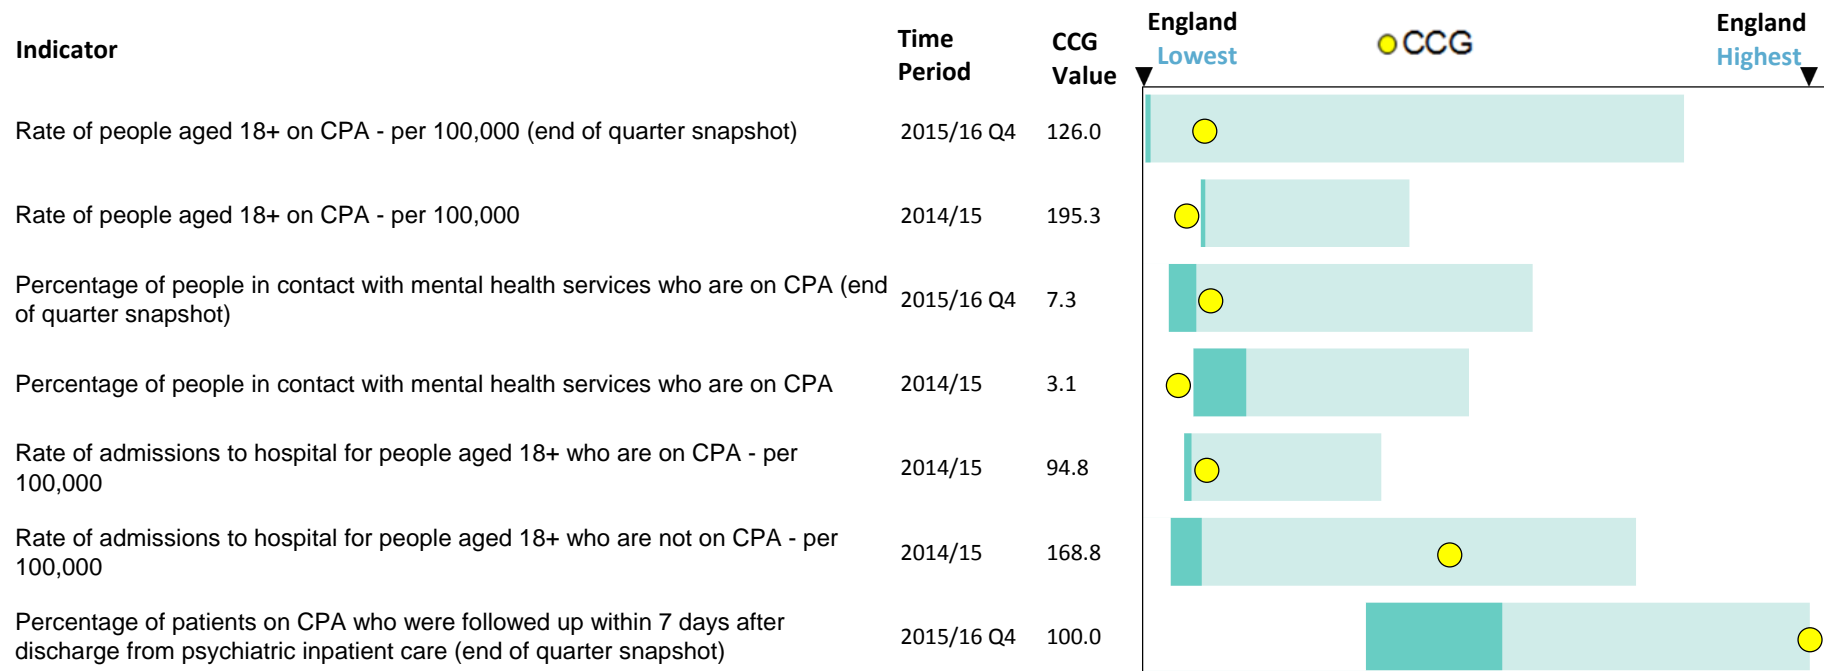 Indicator
Time
Period
CCG
Value
England
Lowest
CCG
England
Highest
Rate of people aged 18+ on CPA - per 100,000 (end of quarter snapshot)
2015/16 Q4
126.0
Rate of people aged 18+ on CPA - per 100,000
2014/15
195.3
Percentage of people in contact with mental health services who are on CPA (end
of quarter snapshot)
2015/16 Q4
7.3
Percentage of people in contact with mental health services who are on CPA
2014/15
3.1
Rate of admissions to hospital for people aged 18+ who are on CPA - per
100,000
2014/15
94.8
Rate of admissions to hospital for people aged 18+ who are not on CPA - per
100,000
2014/15
168.8
Percentage of patients on CPA who were followed up within 7 days after
discharge from psychiatric inpatient care (end of quarter snapshot)
2015/16 Q4
100.0